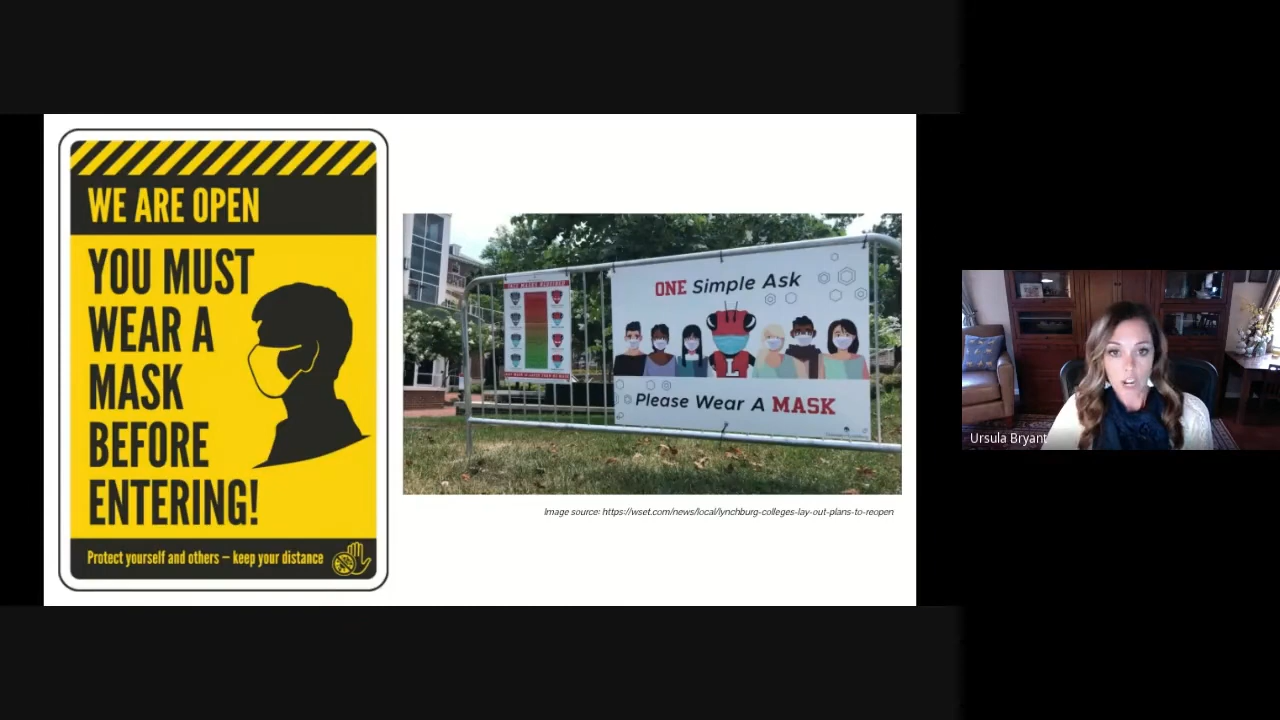 WE ARE OPEN
YOU MUST
WEAR A
MASK
BEFORE
ENTERING!
Protect yourself and others – keep your distance
ONE Simple Ask
L
Please Wear A MASK
Image source: https://wset.com/news/local/lynchburg-colleges-lay-out-plans-to-reopen
Ursula Bryant